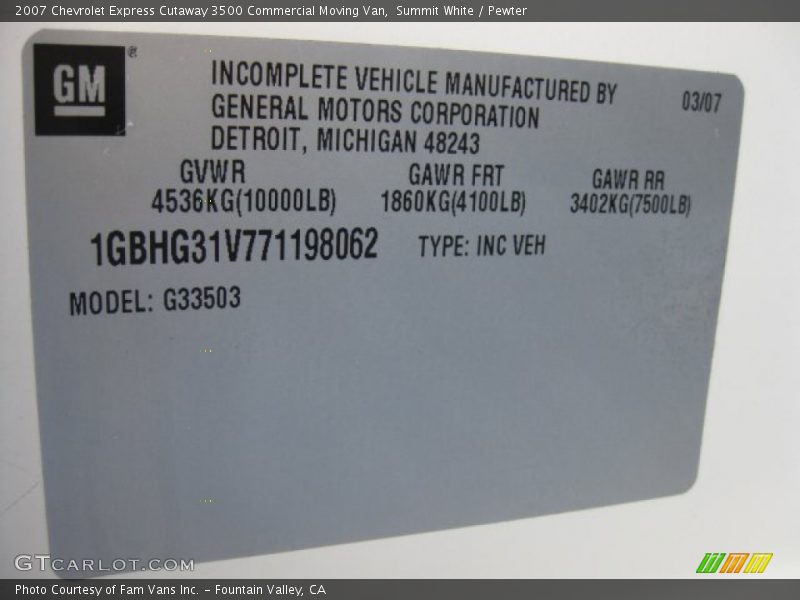 2007 Chevrolet Express Cutaway 3500 Commercial Moving Van, Summit White / Pewter
GM
®
INCOMPLETE VEHICLE MANUFACTURED BY
GENERAL MOTORS CORPORATION
DETROIT, MICHIGAN 48243
03/07
GVWR GAWR FRT GAWR RR
4536KG(10000LB) 1860KG(4100LB) 3402KG(7500LB)
1GBHG31V771198062 TYPE: INC VEH
MODEL: G33503
GTCARLOT.COM
Photo Courtesy of Fam Vans Inc. - Fountain Valley, CA